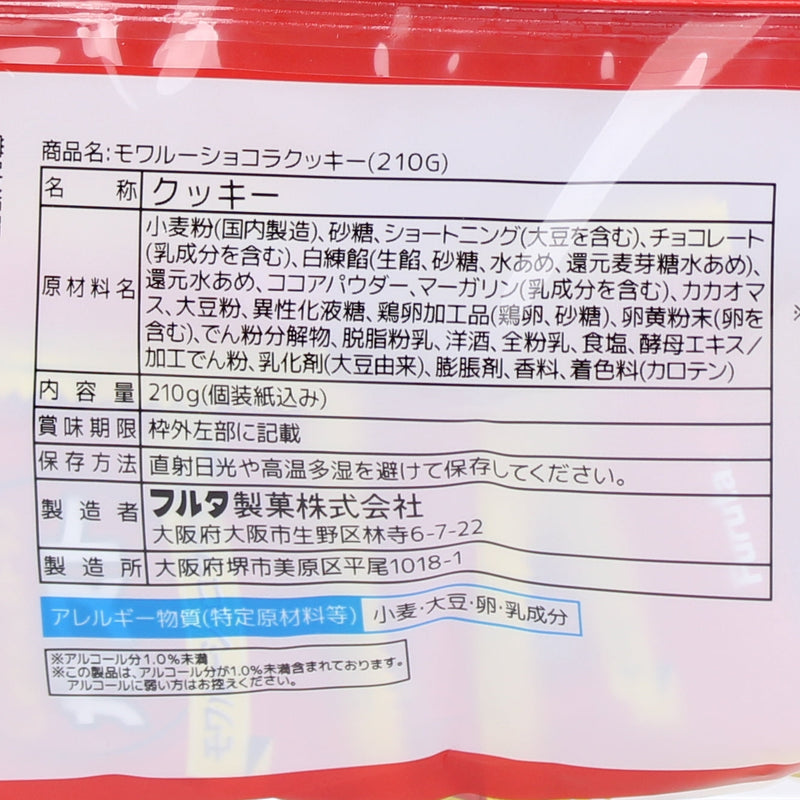 商品名:モワルーショコラクッキー(210G)
名 称 クッキー
原材料名
小麦粉(国内製造)、砂糖、ショートニング(大豆を含む)、チョコレート
(乳成分を含む)、白練餡(生餡、砂糖、水あめ、還元麦芽糖水あめ)、
還元水あめ、ココアパウダー、マーガリン(乳成分を含む)、カカオマ
ス、大豆粉、異性化液糖、鶏卵加工品(鶏卵、砂糖)、卵黄粉末(卵を
含む)、でん粉分解物、脱脂粉乳、洋酒、全粉乳、食塩、酵母エキス/
加工でん粉、乳化剤(大豆由来)、膨脹剤、香料、着色料(カロテン)
内容量 210g(個装紙込み)
賞味期限 枠外左部に記載
保存方法 直射日光や高温多湿を避けて保存してください。
製造者 フルタ製菓株式会社
大阪府大阪市生野区林寺6-7-22
製造所 大阪府堺市美原区平尾1018-1
アレルギー物質(特定原材料等) 小麦・大豆・卵・乳成分
※アルコール分1.0%未満
※この製品は、アルコール分が1.0%未満含まれております。
アルコールに弱い方はお控えください。